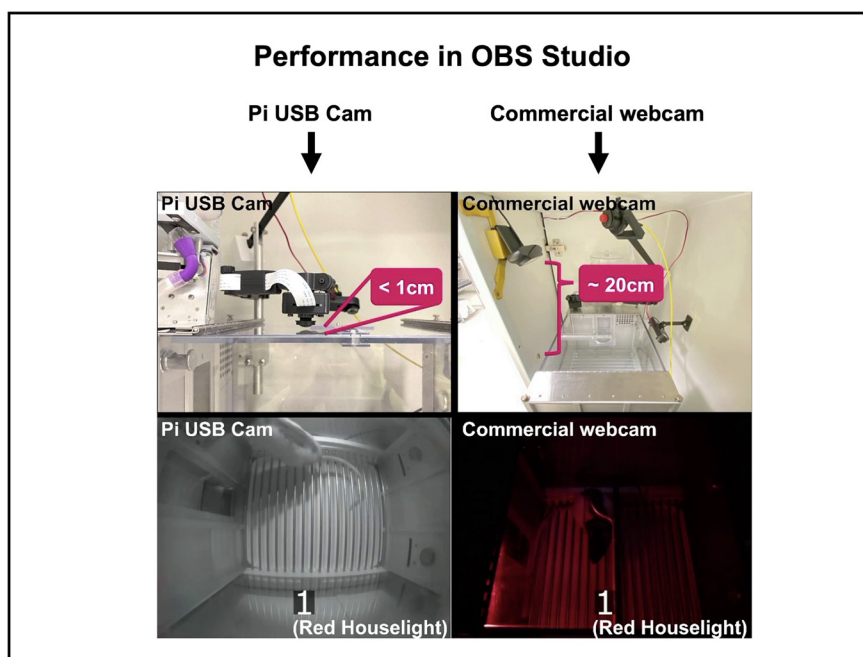 Performance in OBS Studio
Pi USB Cam
Commercial webcam
Pi USB Cam
Commercial webcam
< 1cm
~ 20cm
Pi USB Cam
Commercial webcam
1
(Red Houselight)
1
(Red Houselight)